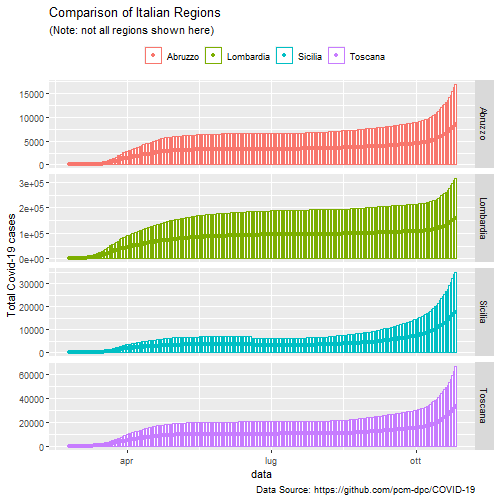 Comparison of Italian Regions
(Note: not all regions shown here)
Abruzzo Lombardia Sicilia Toscana
15000
10000
5000
0
Abruzzo
3e+05
2e+05
1e+05
0e+00
Lombardia
30000
20000
10000
0
Sicilia
60000
40000
20000
0
Toscana
Total Covid-19 cases
apr lug ott
data
Data Source: https://github.com/pcm-dpc/COVID-19